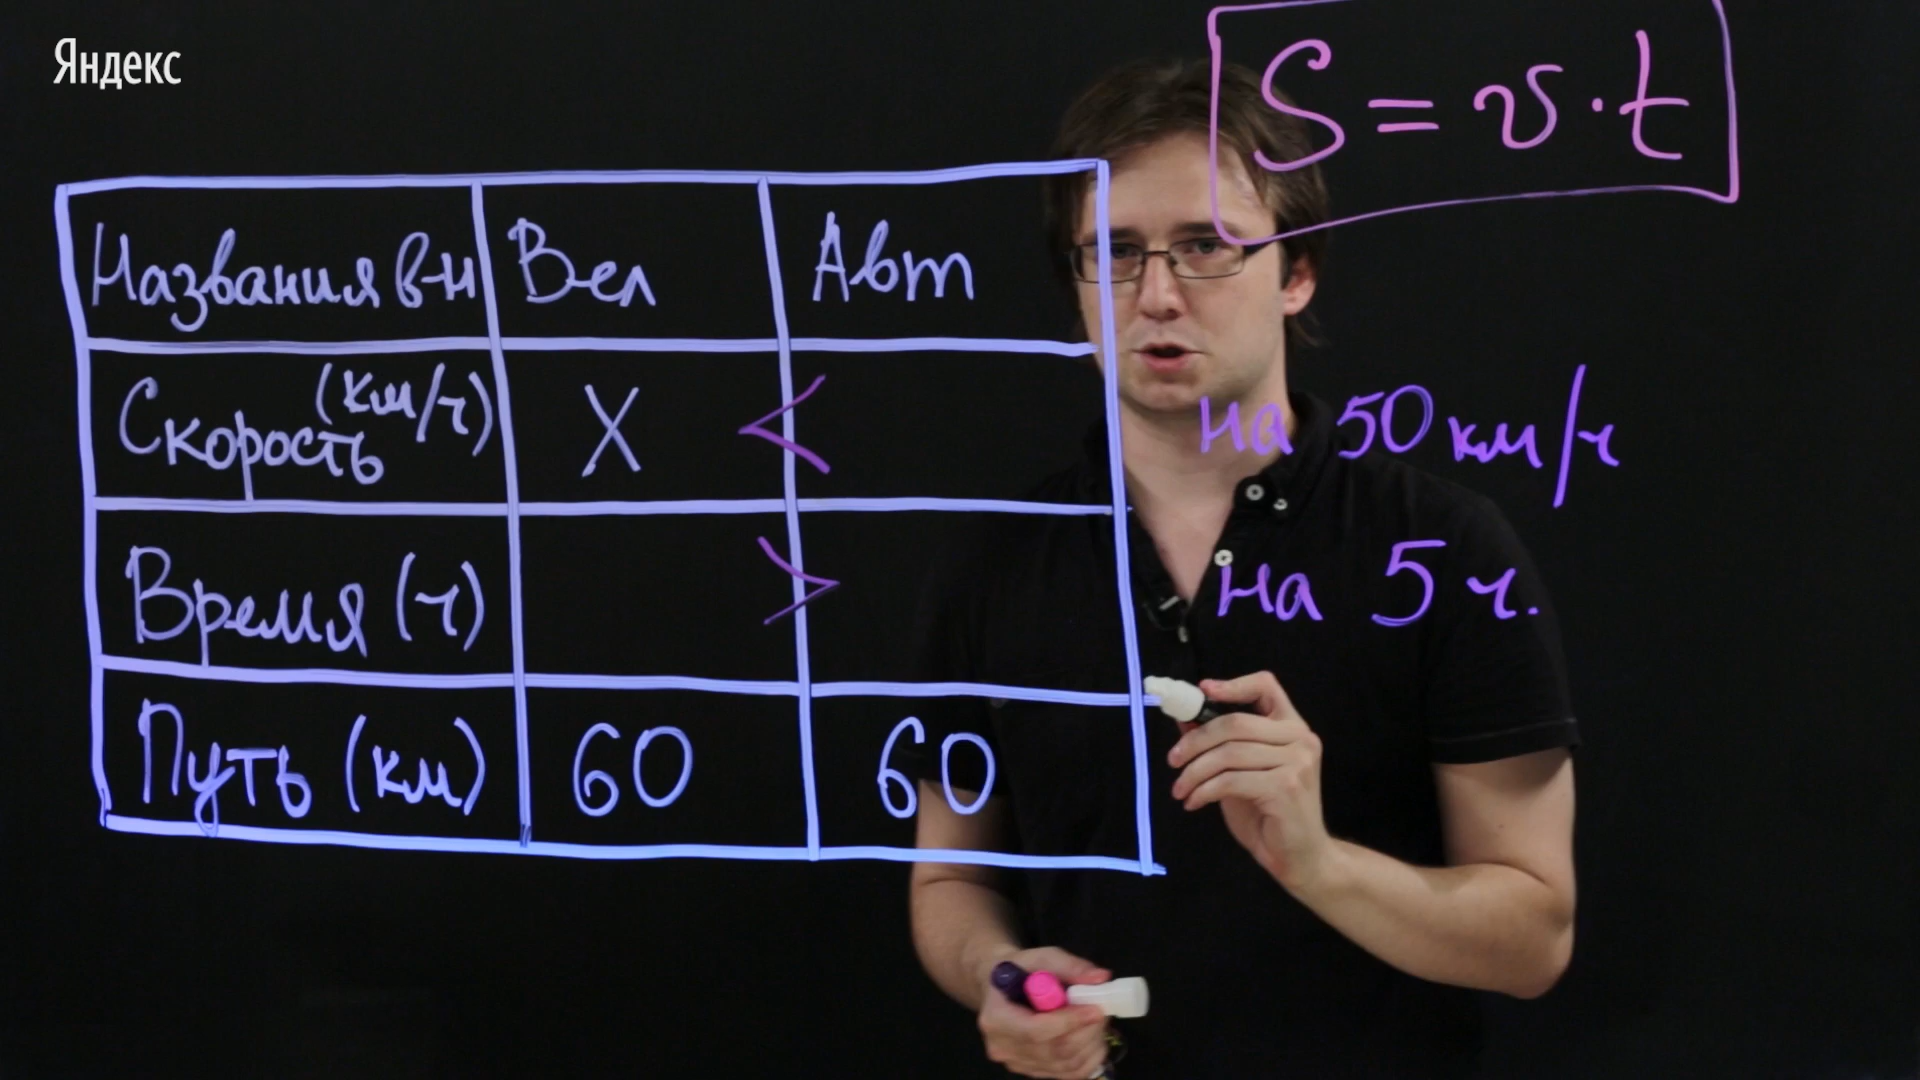 Яндекс
S = v · t
Названия в-н Вел Авт
Скорость (км/ч) X < на 50 км/ч
Время (ч) > на 5 ч.
Путь (км) 60 60